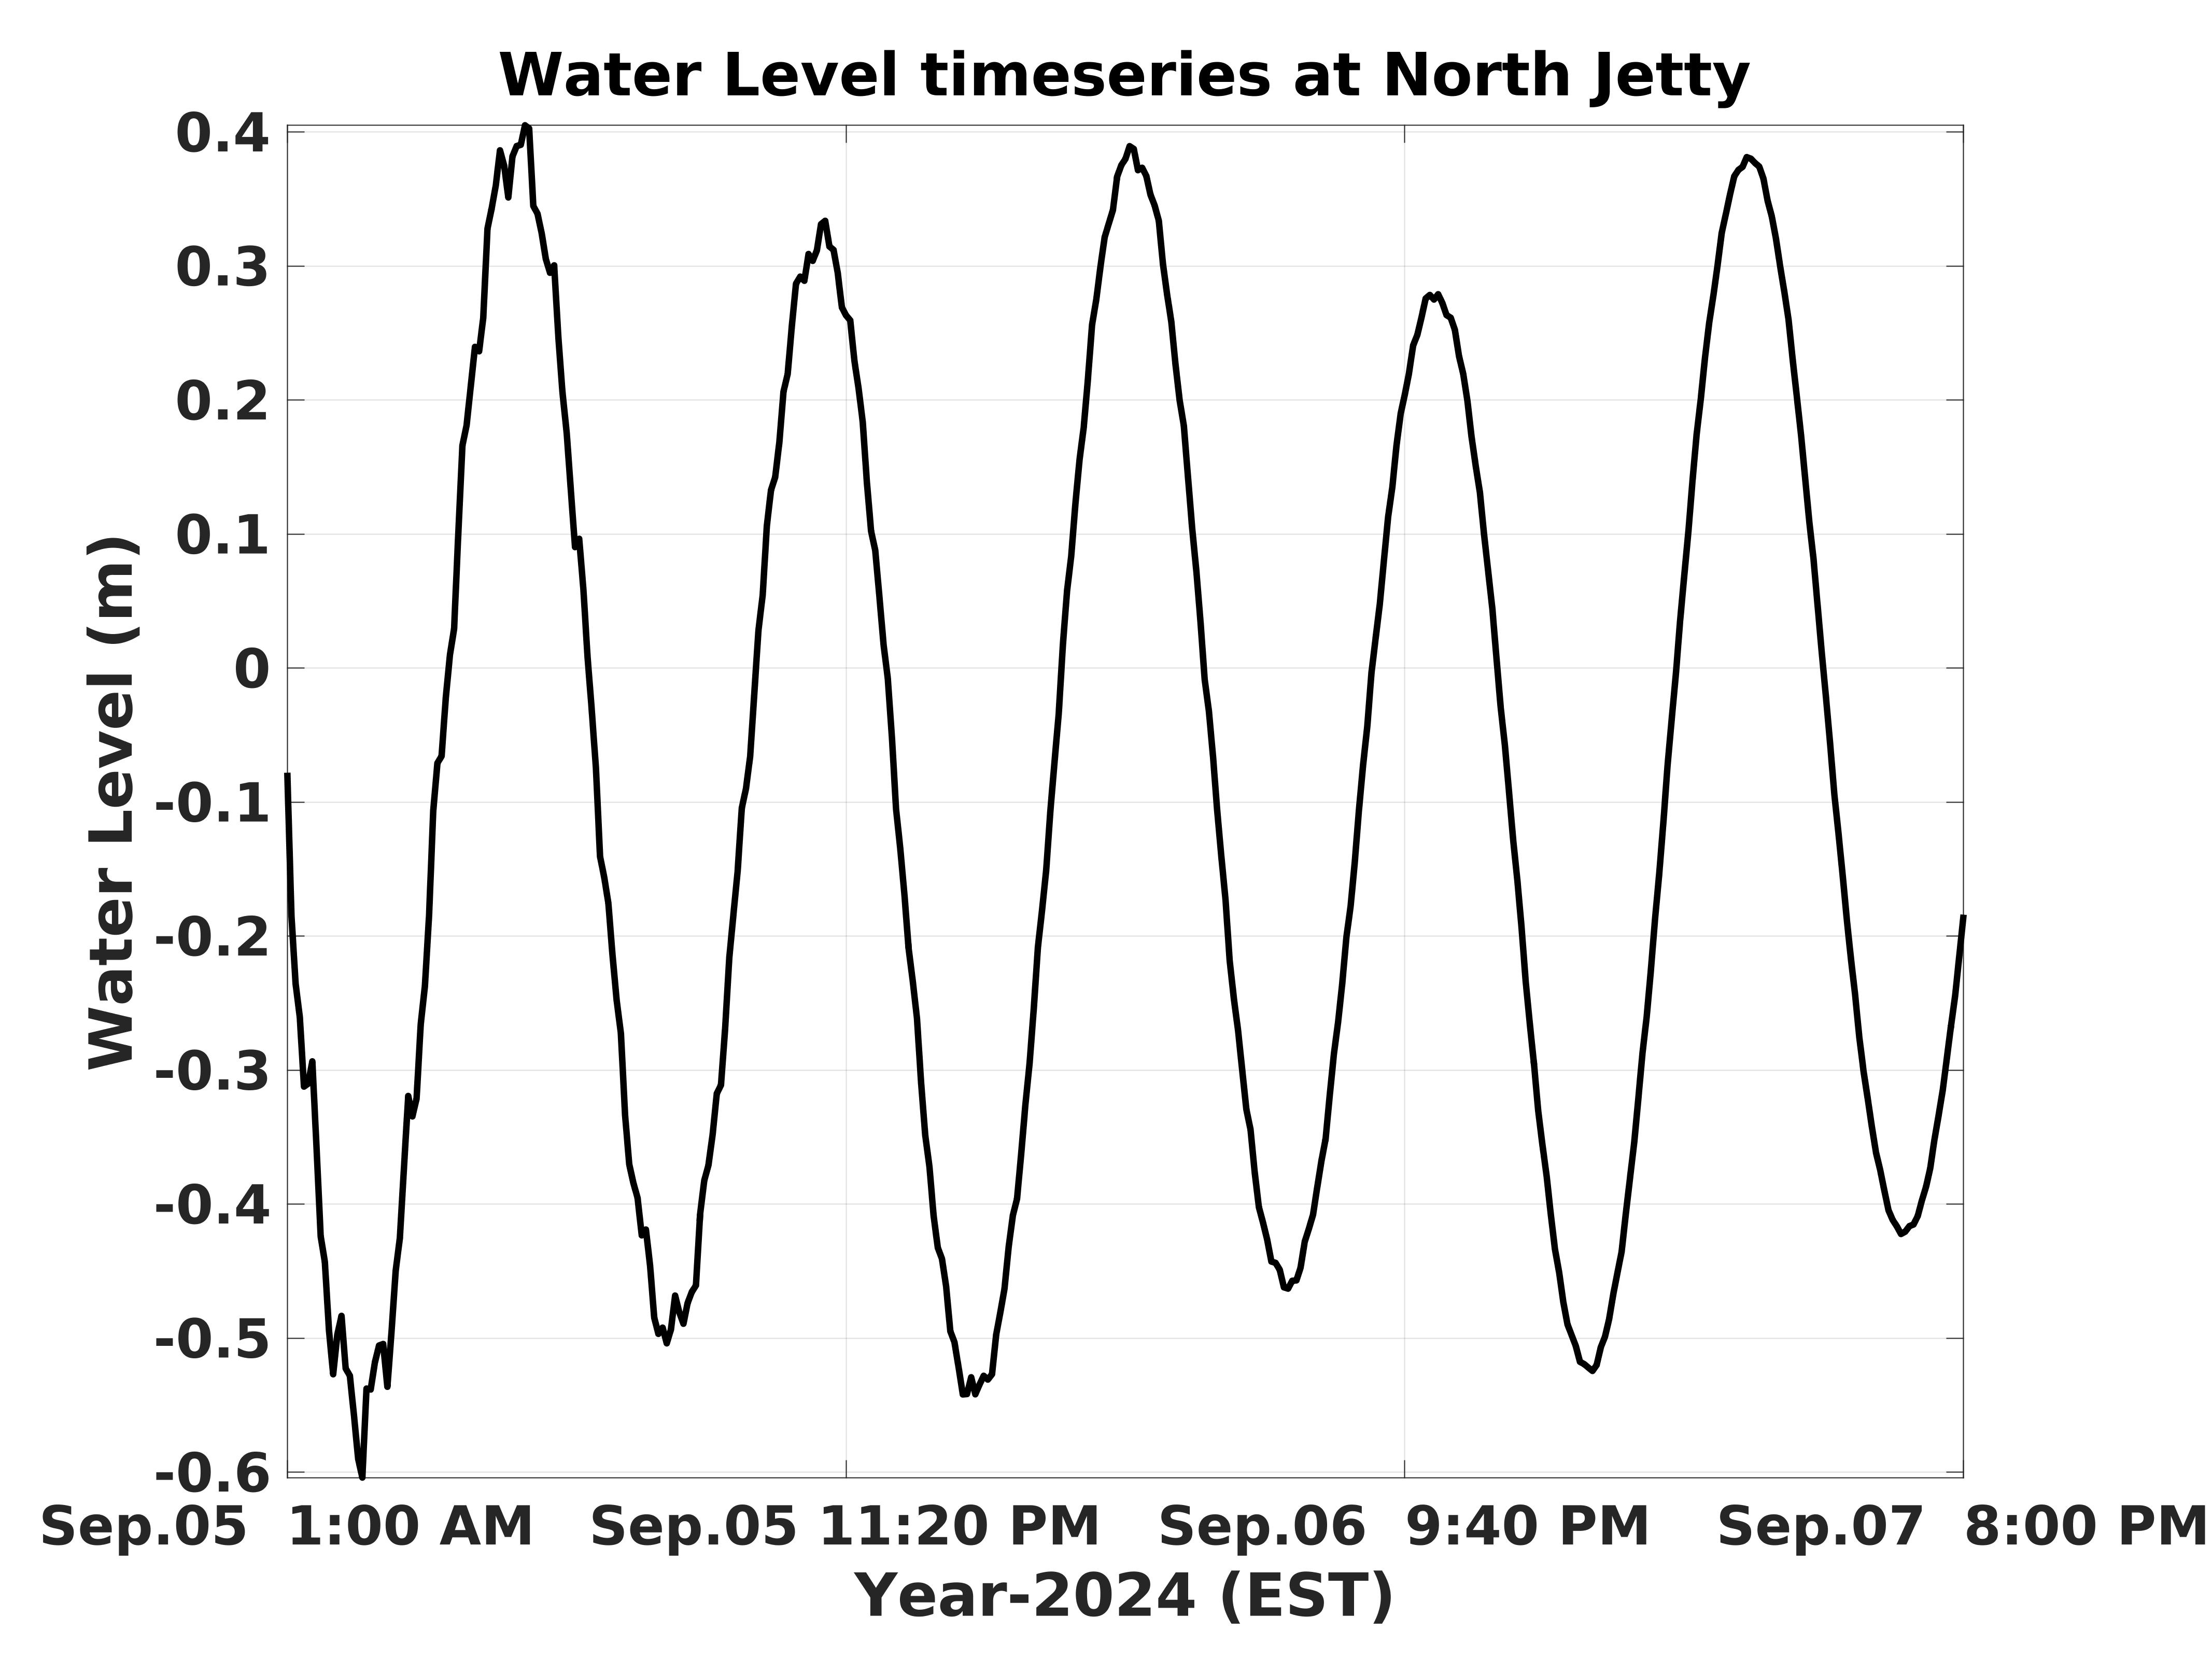 Water Level timeseries at North Jetty
0.4
0.3
0.2
0.1
0
-0.1
-0.2
-0.3
-0.4
-0.5
-0.6
Water Level (m)
Sep.05 1:00 AM Sep.05 11:20 PM Sep.06 9:40 PM Sep.07 8:00 PM
Year-2024 (EST)